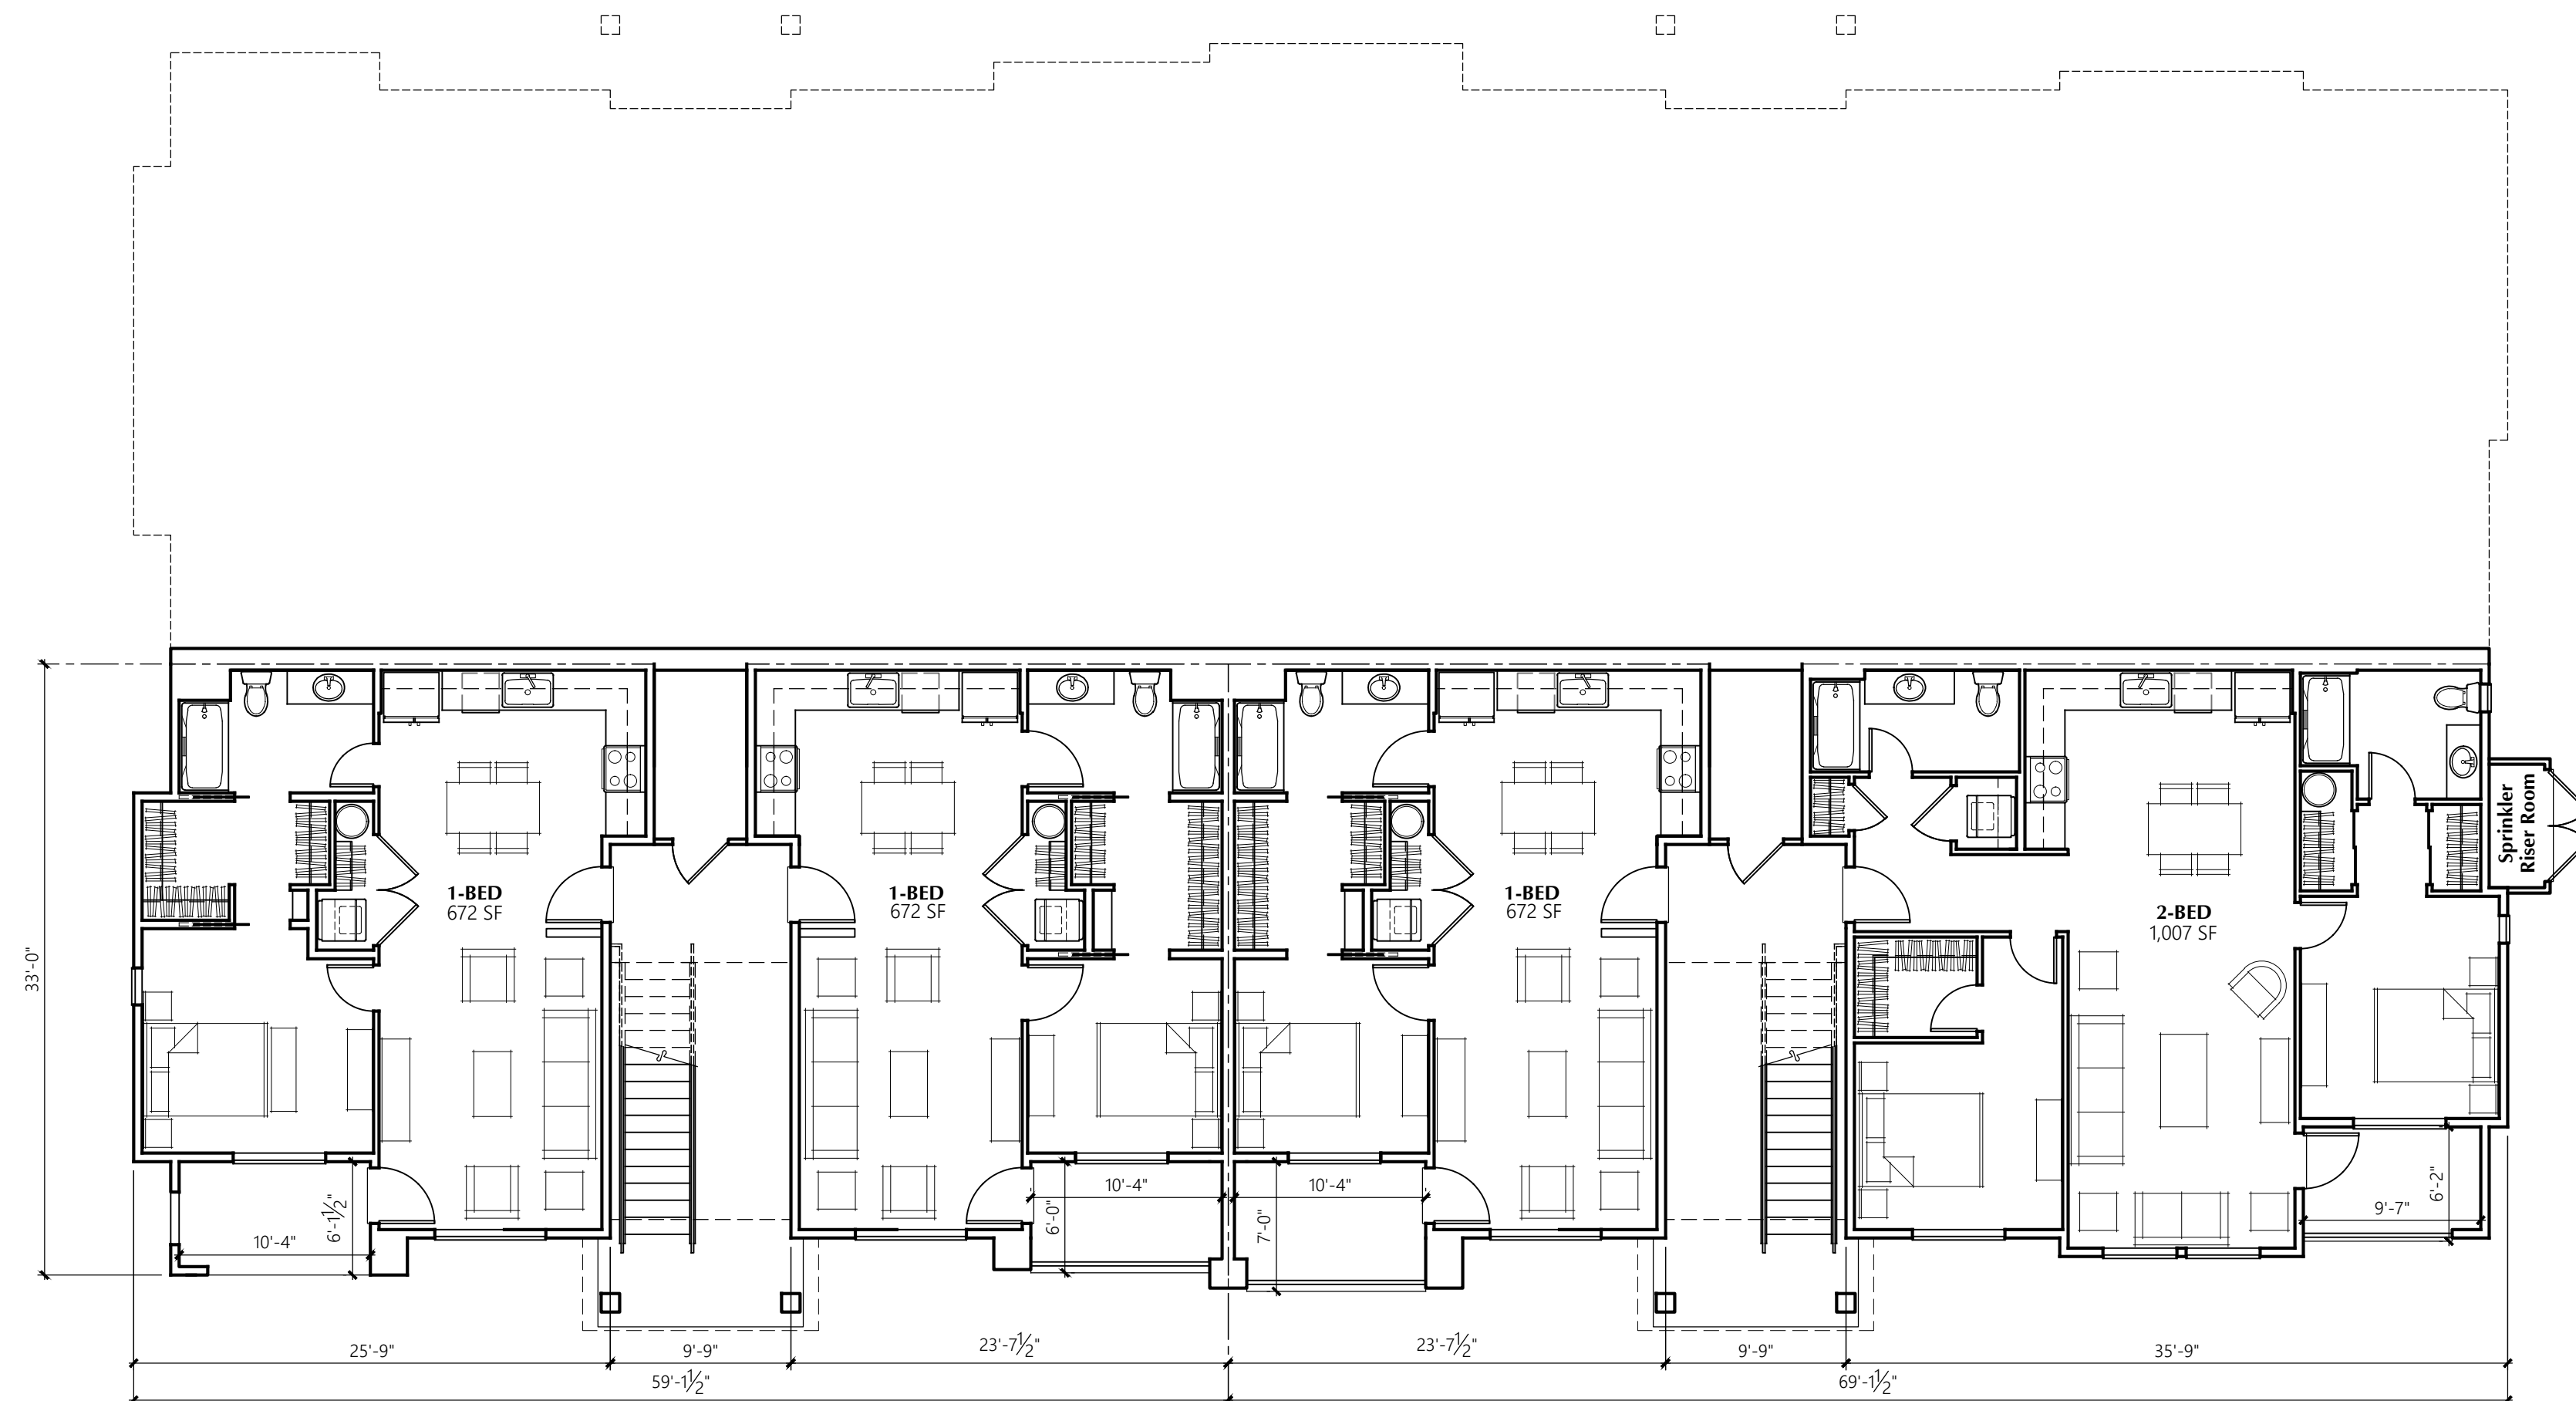 1-BED
672 SF
1-BED
672 SF
1-BED
672 SF
2-BED
1,007 SF
Sprinkler
Riser Room
33'-0"
10'-4"
6'-1½"
6'-0"
10'-4"
10'-4"
7'-0"
9'-7"
6'-2"
25'-9"
9'-9"
23'-7½"
23'-7½"
9'-9"
35'-9"
59'-1½"
69'-1½"